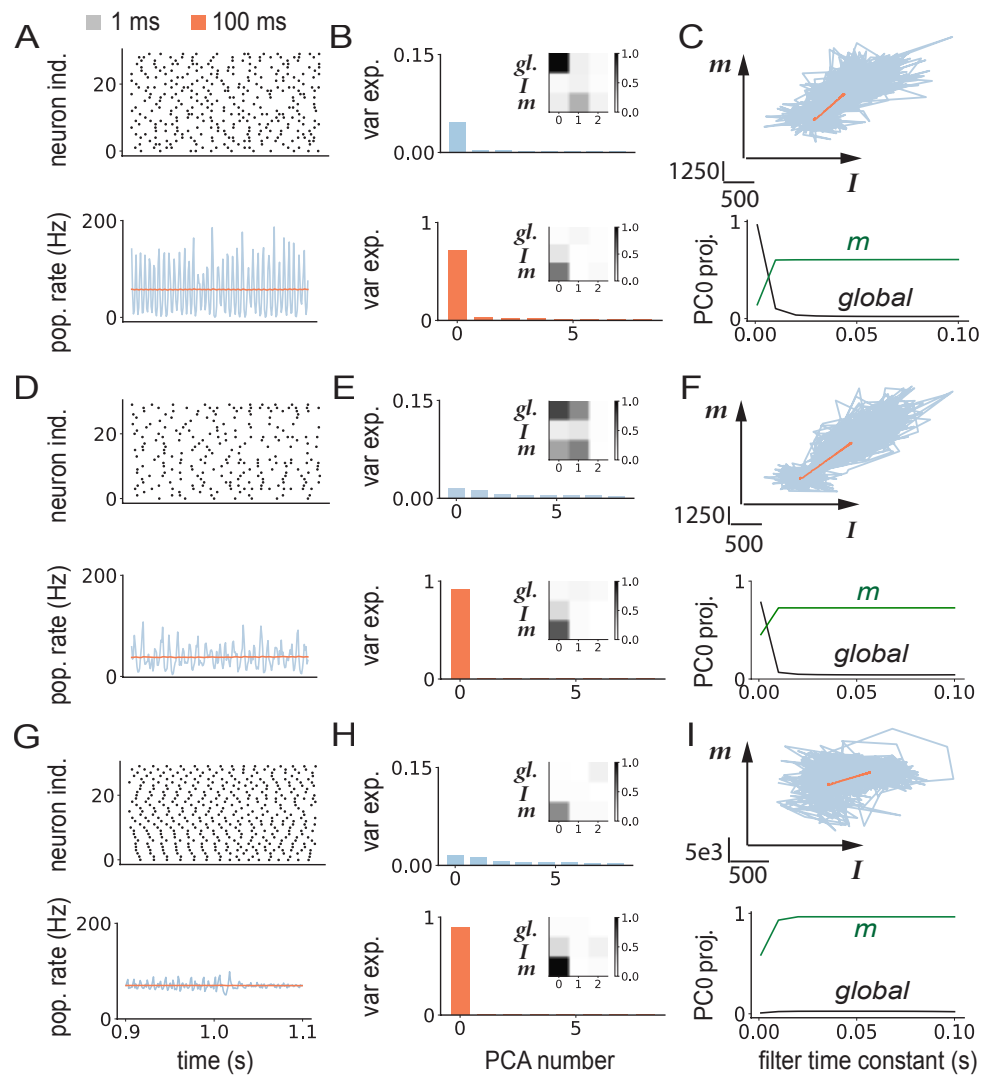 1 ms 100 ms
A
neuron ind.
20
0
pop. rate (Hz)
200
0
B
var exp.
0.15
0.00
gl.
I
m
0 1 2
1.0
0.5
0.0
0 5
var exp.
1
0
gl.
I
m
0 1 2
1.0
0.5
0.0
0 5
C
m
I
1250
500
PC0 proj.
1
0
m
global
0.00 0.05 0.10
D
neuron ind.
20
0
pop. rate (Hz)
200
0
E
var exp.
0.15
0.00
gl.
I
m
0 1 2
1.0
0.5
0.0
0 5
var exp.
1
0
gl.
I
m
0 1 2
1.0
0.5
0.0
0 5
F
m
I
1250
500
PC0 proj.
1
0
m
global
0.00 0.05 0.10
G
neuron ind.
20
0
pop. rate (Hz)
200
0
0.9 1.0 1.1
time (s)
H
var exp.
0.15
0.00
gl.
I
m
0 1 2
1.0
0.5
0.0
0 5
var exp.
1
0
gl.
I
m
0 1 2
1.0
0.5
0.0
0 5
PCA number
I
m
I
5e3
500
PC0 proj.
1
0
m
global
0.00 0.05 0.10
filter time constant (s)